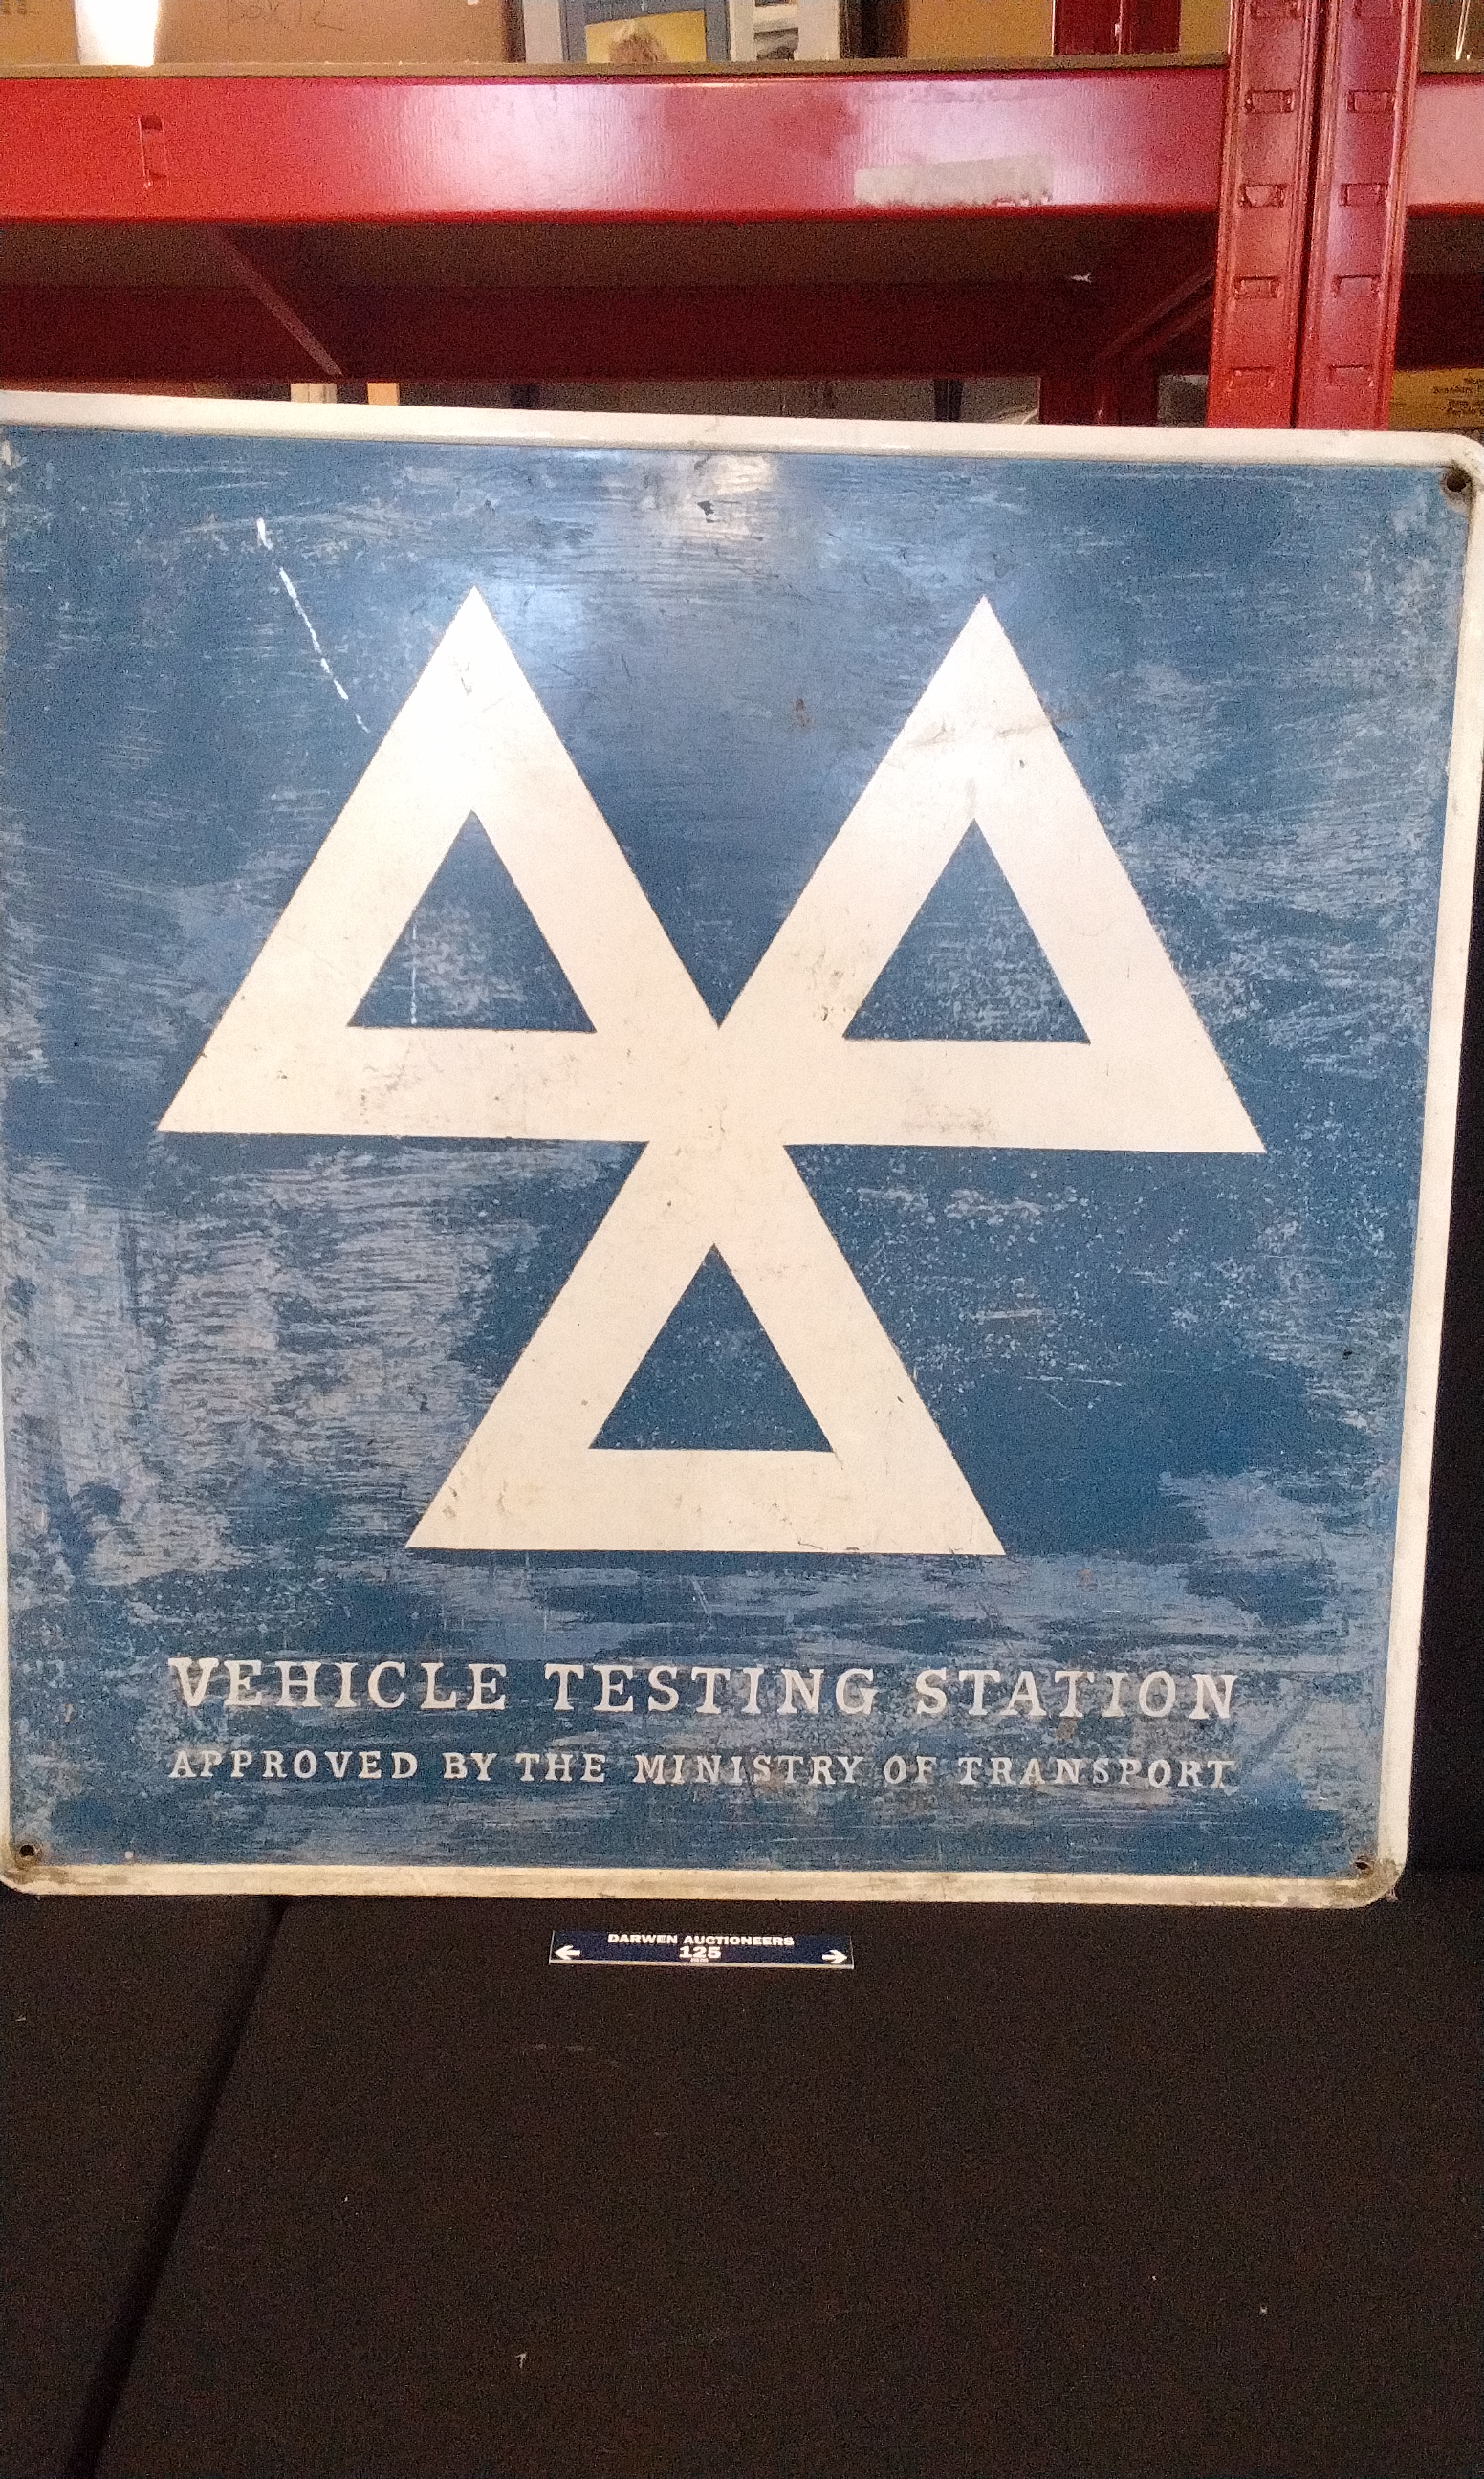 VEHICLE TESTING STATION
APPROVED BY THE MINISTRY OF TRANSPORT
DARWEN AUCTIONEERS
← 125 →